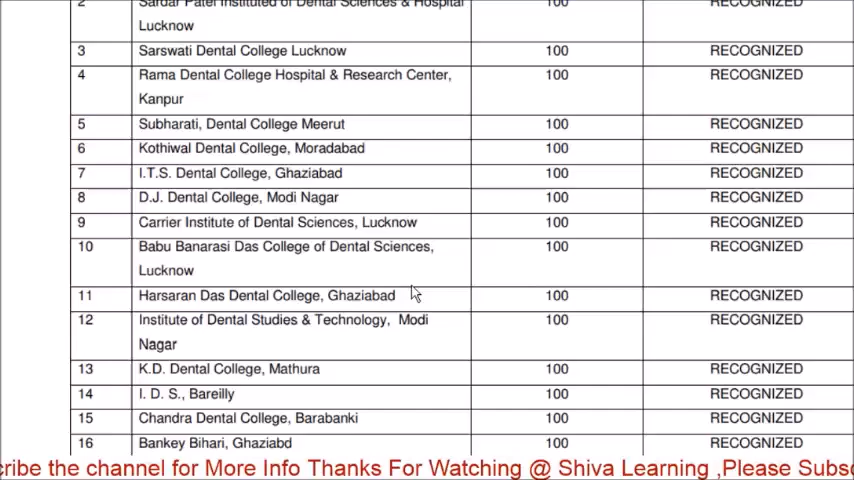 2 Sardar Patel Instituted of Dental Sciences & Hospital 100 RECOGNIZED
Lucknow
3 Sarswati Dental College Lucknow 100 RECOGNIZED
4 Rama Dental College Hospital & Research Center, 100 RECOGNIZED
Kanpur
5 Subharati, Dental College Meerut 100 RECOGNIZED
6 Kothiwal Dental College, Moradabad 100 RECOGNIZED
7 I.T.S. Dental College, Ghaziabad 100 RECOGNIZED
8 D.J. Dental College, Modi Nagar 100 RECOGNIZED
9 Carrier Institute of Dental Sciences, Lucknow 100 RECOGNIZED
10 Babu Banarasi Das College of Dental Sciences, 100 RECOGNIZED
Lucknow
11 Harsaran Das Dental College, Ghaziabad 100 RECOGNIZED
12 Institute of Dental Studies & Technology, Modi 100 RECOGNIZED
Nagar
13 K.D. Dental College, Mathura 100 RECOGNIZED
14 I. D. S., Bareilly 100 RECOGNIZED
15 Chandra Dental College, Barabanki 100 RECOGNIZED
16 Bankey Bihari, Ghaziabd 100 RECOGNIZED
cribe the channel for More Info Thanks For Watching @ Shiva Learning ,Please Subsc